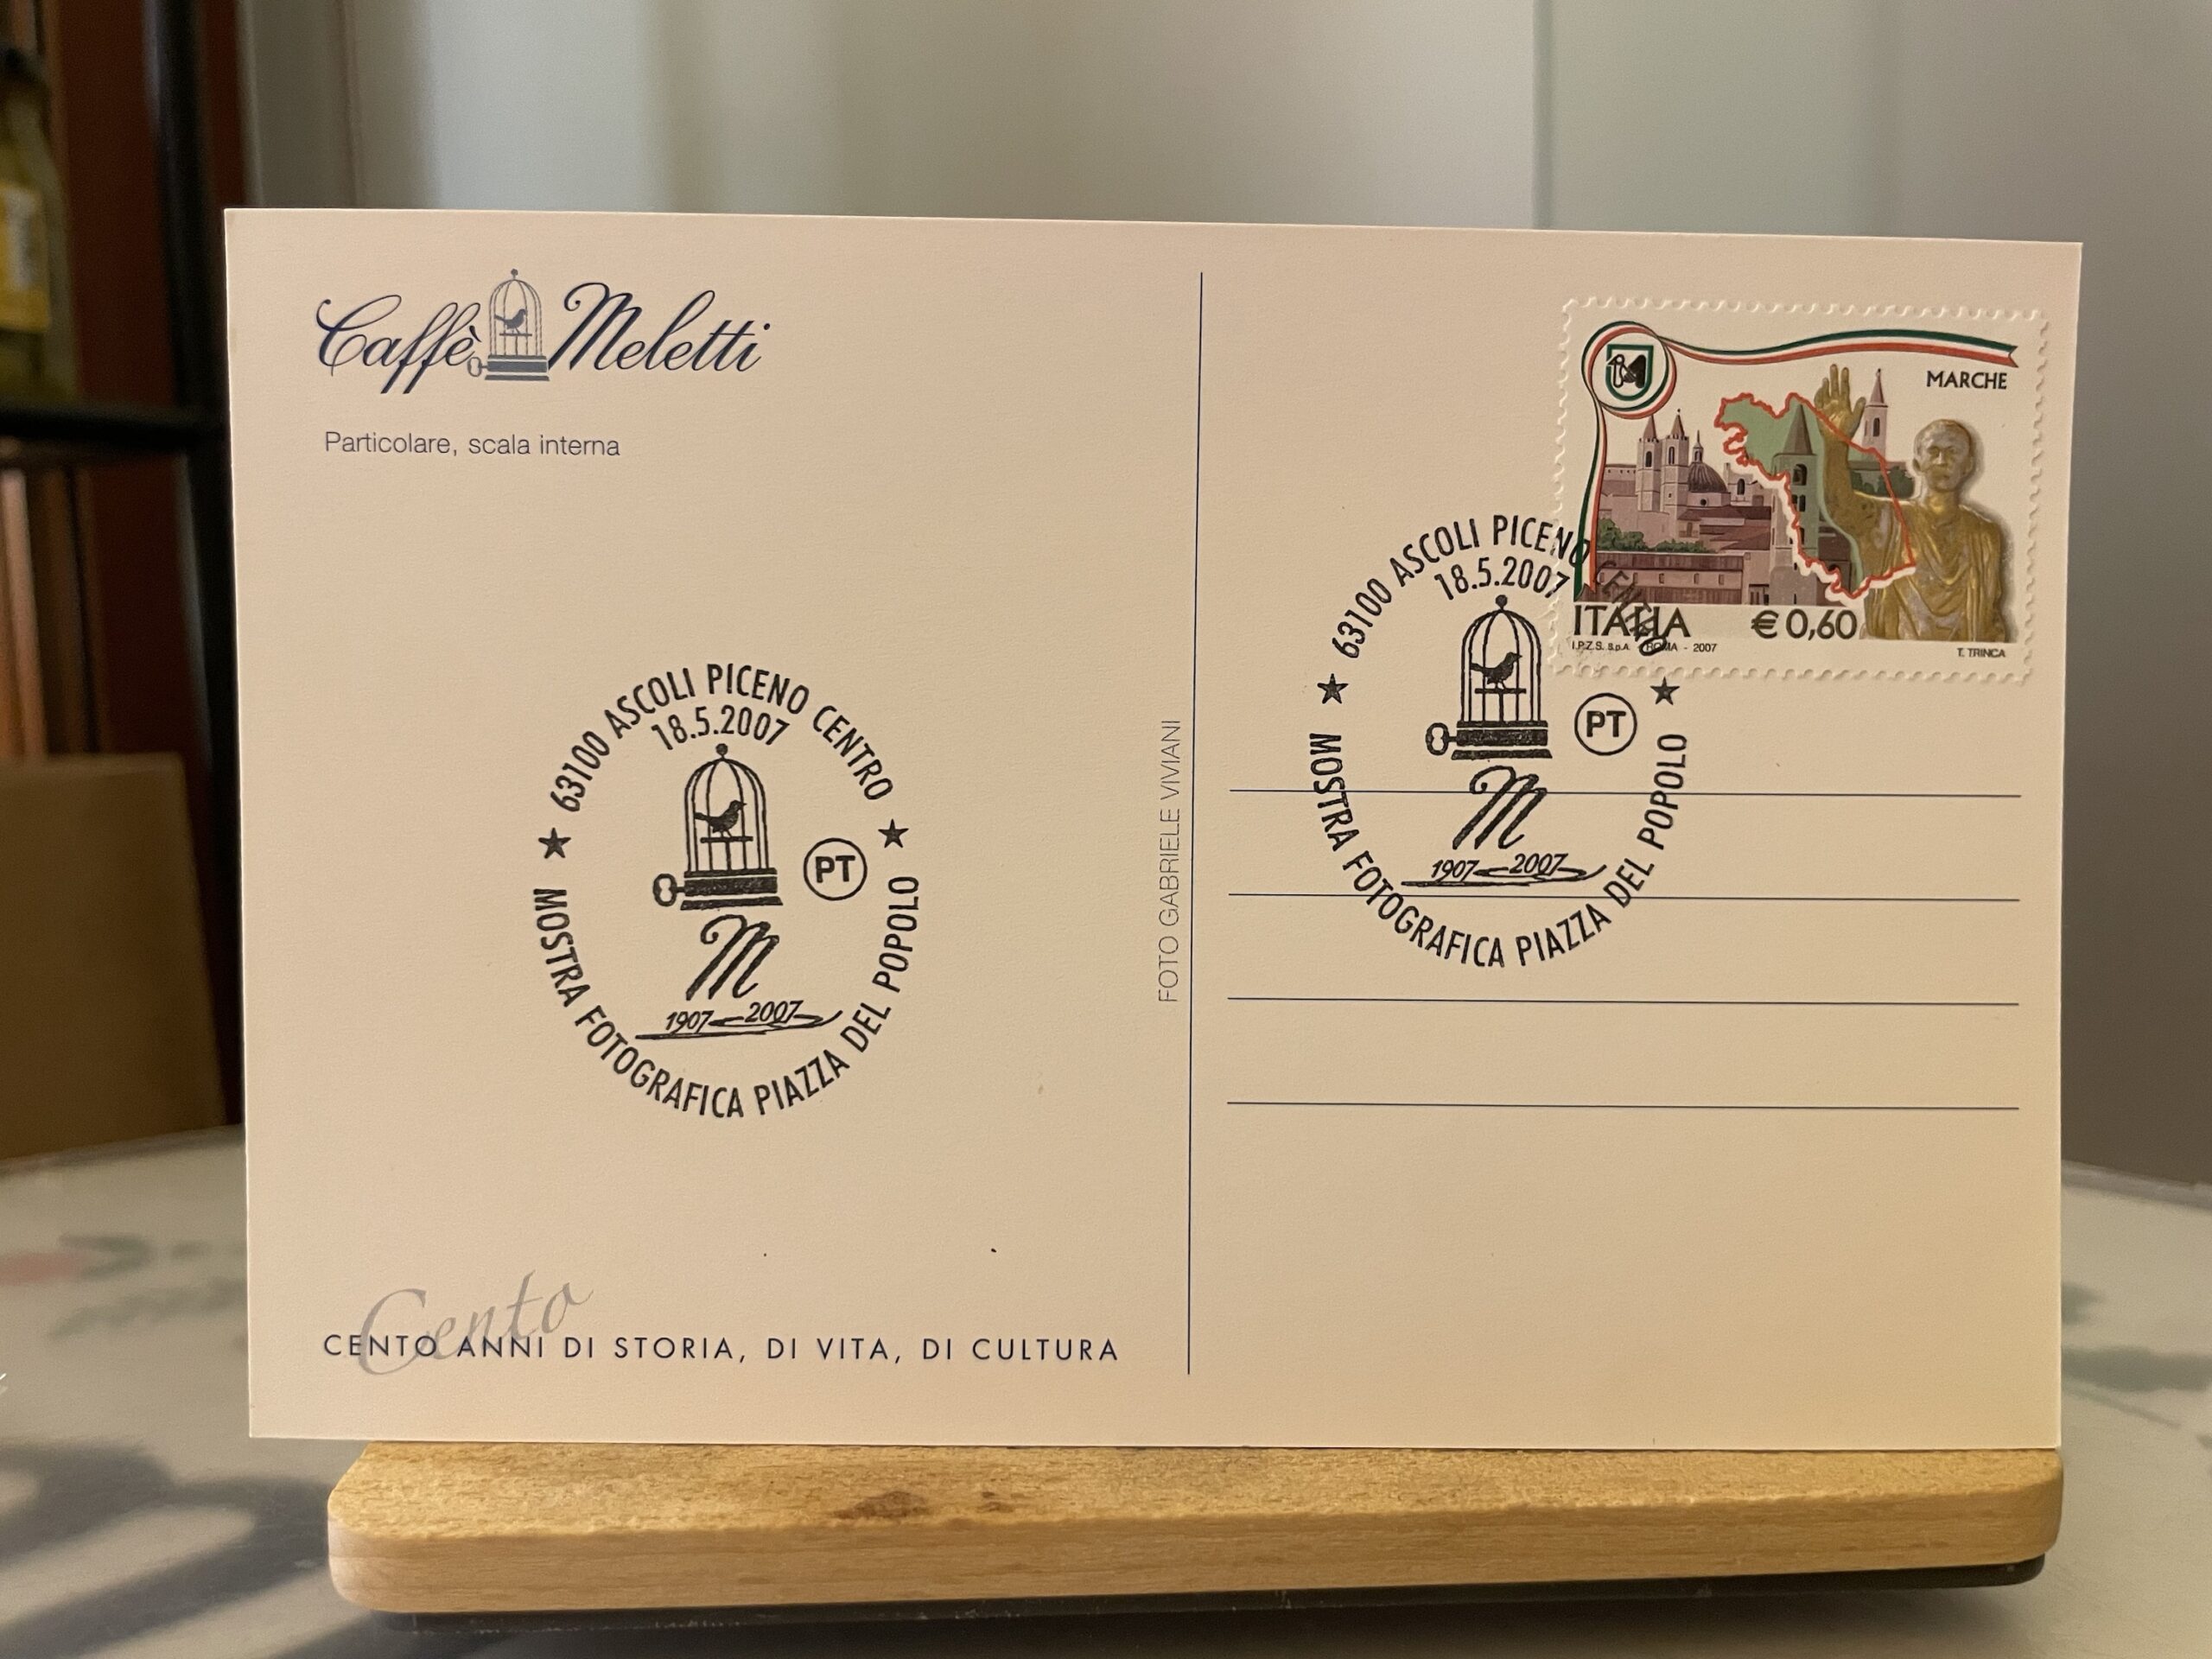 Caffè Meletti
Particolare, scala interna
63100 ASCOLI PICENO CENTRO
18.5.2007
PT
M
1907 2007
MOSTRA FOTOGRAFICA PIAZZA DEL POPOLO
Cento
CENTO ANNI DI STORIA, DI VITA, DI CULTURA
FOTO GABRIELE VIVIANI
MARCHE
ITALIA € 0,60
I.P.Z.S. S.p.A. - ROMA - 2007 T. TRINCA
63100 ASCOLI PICENO CENTRO
18.5.2007
PT
M
1907 2007
MOSTRA FOTOGRAFICA PIAZZA DEL POPOLO